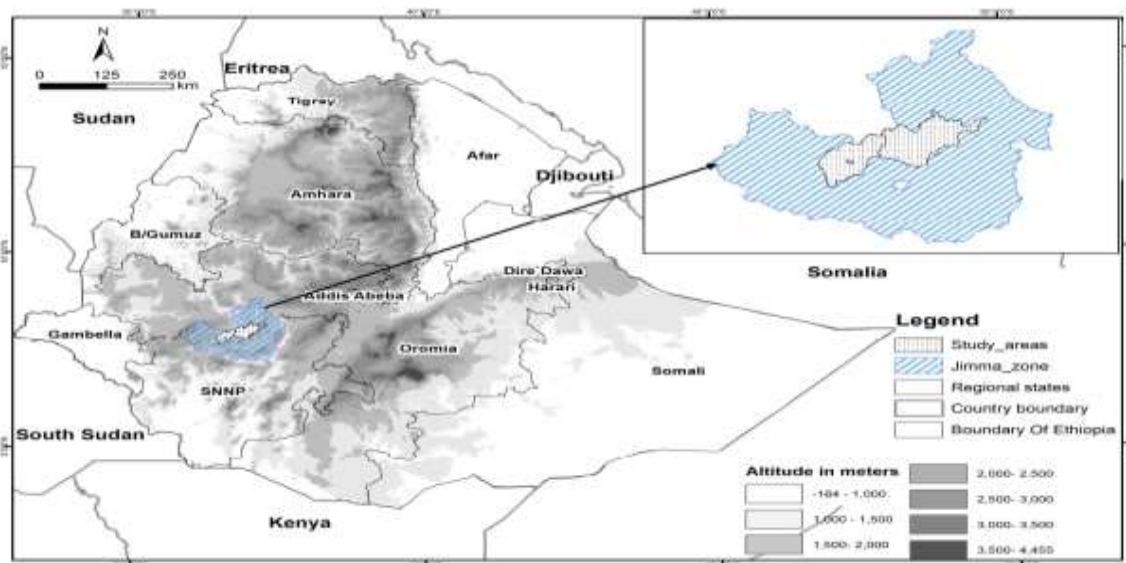 N
0 125 250
km
Eritrea
Tigray
Sudan
Afar
Djibouti
Amhara
B/Gumuz
Somalia
Dire Dawa
Harari
Addis Abeba
Gambella
Oromia
Somali
SNNP
South Sudan
Kenya
Legend
Study_areas
Jimma_zone
Regional states
Country boundary
Boundary Of Ethiopia
Altitude in meters
-164 - 1,000
1,000 - 1,500
1,500- 2,000
2,000- 2,500
2,500- 3,000
3,000- 3,500
3,500- 4,455